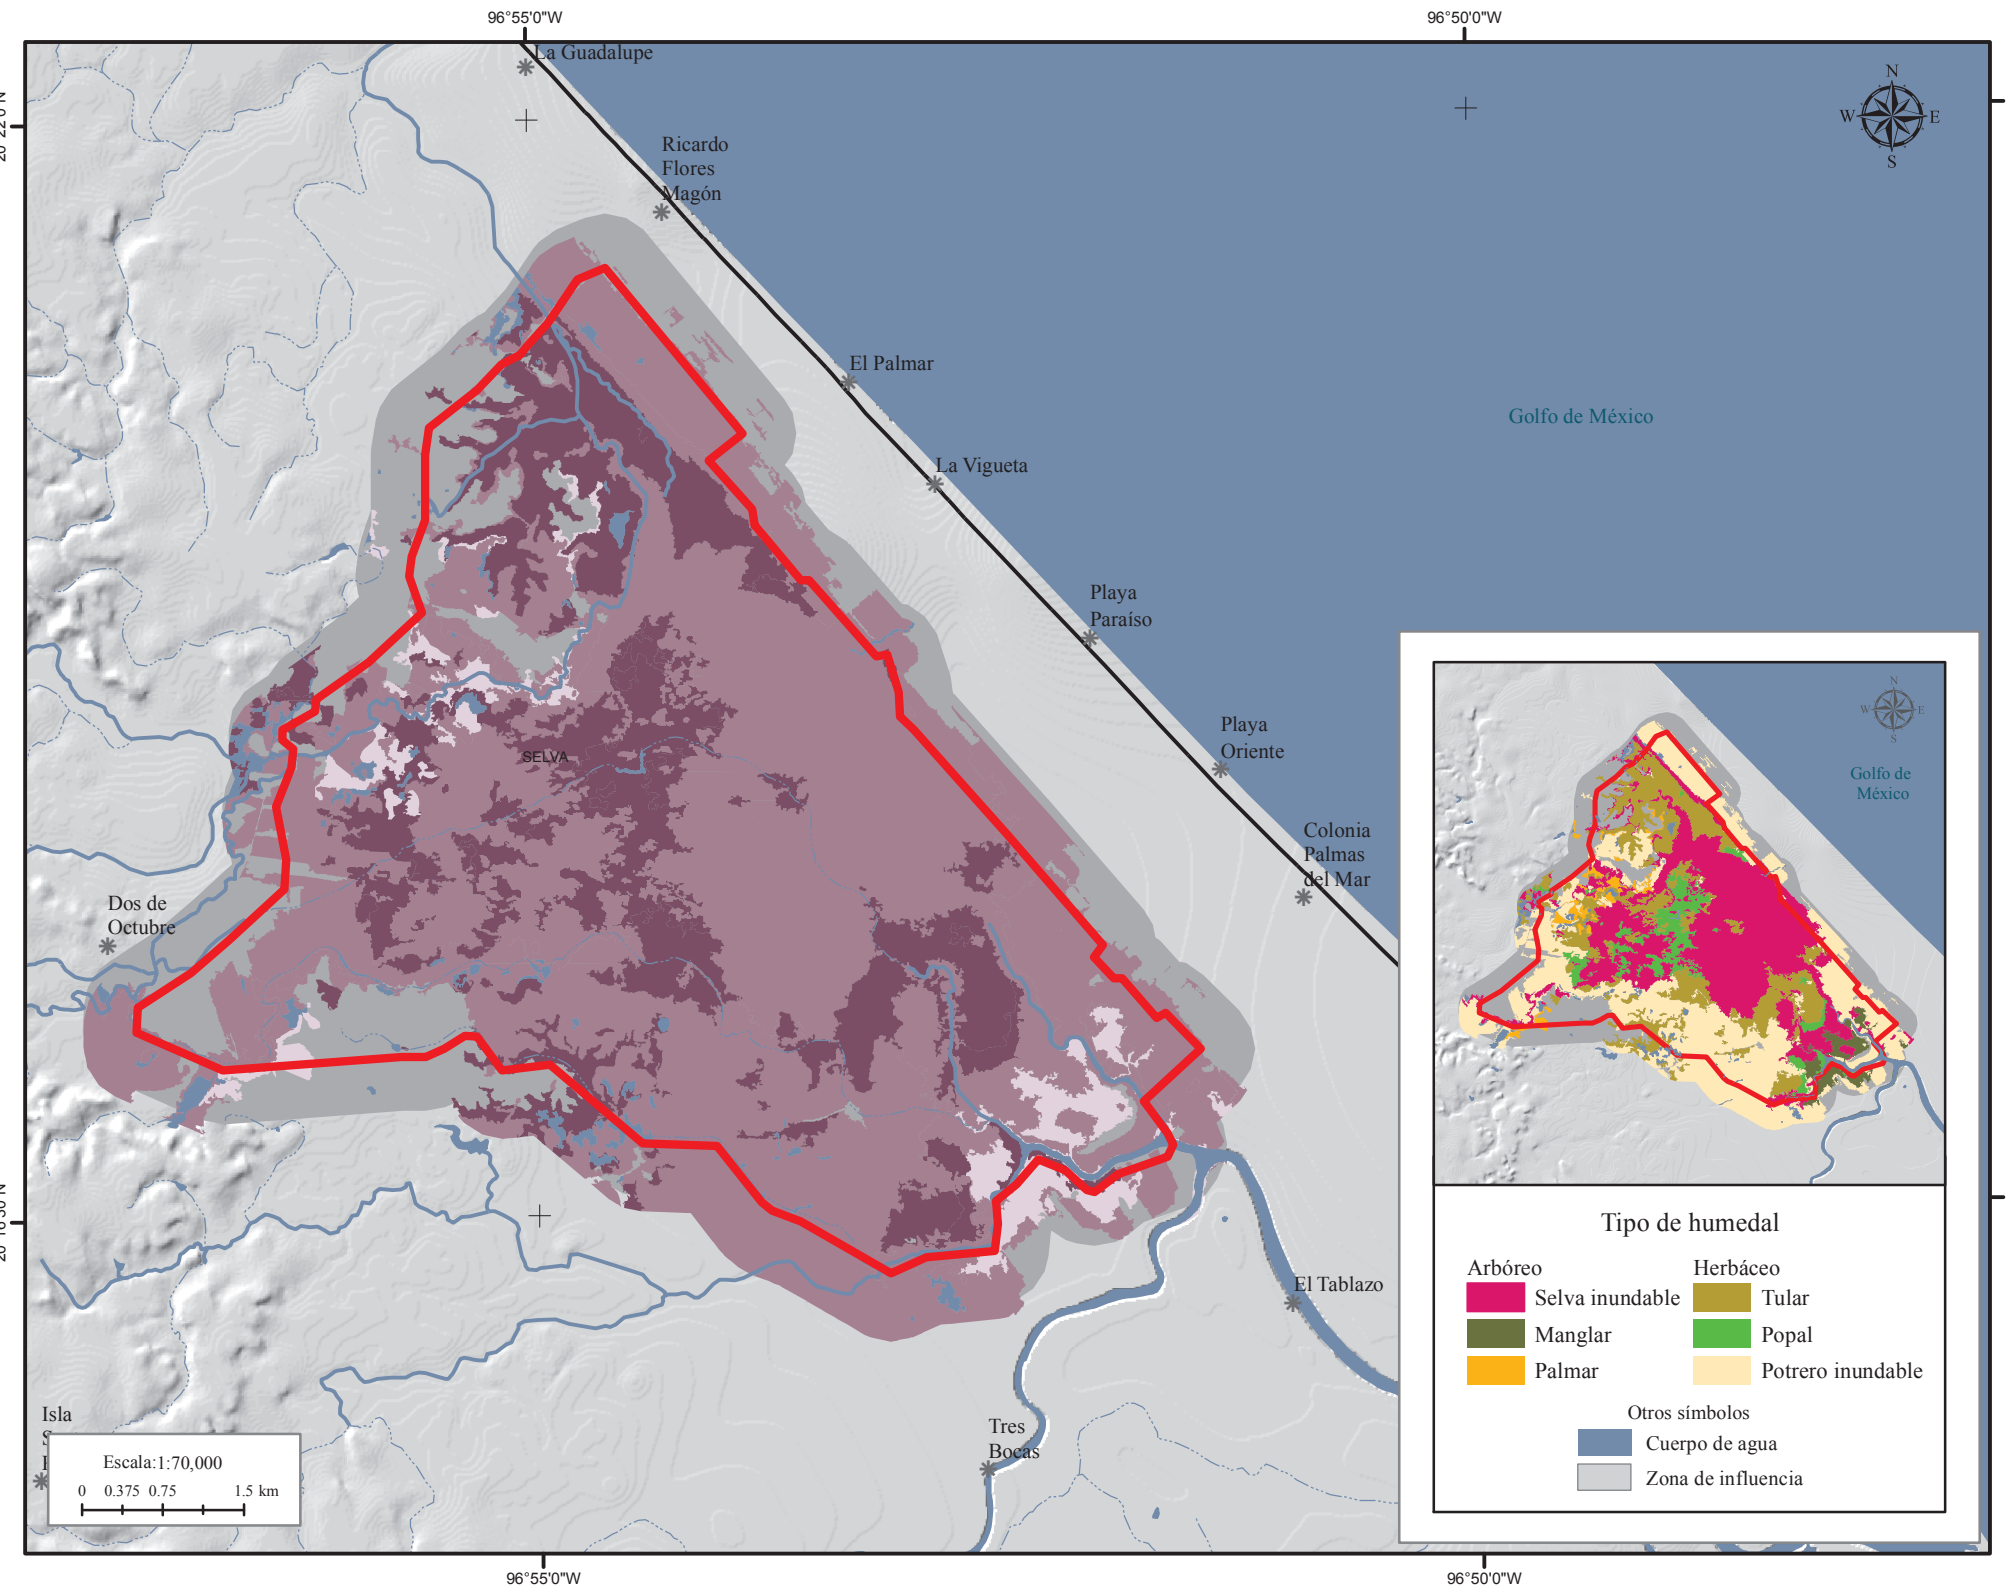 96°55'0"W
96°50'0"W
La Guadalupe
N
W
E
S
Ricardo
Flores
Magón
El Palmar
Golfo de México
La Vigueta
Playa
Paraíso
Playa
Oriente
SELVA
Colonia
Palmas
del Mar
Dos de
Octubre
El Tablazo
Tres
Bocas
Isla
Escala:1:70,000
0 0.375 0.75 1.5 km
N
W
E
S
Golfo de
México
Tipo de humedal
Arbóreo
Selva inundable
Manglar
Palmar
Herbáceo
Tular
Popal
Potrero inundable
Otros símbolos
Cuerpo de agua
Zona de influencia
96°55'0"W
96°50'0"W